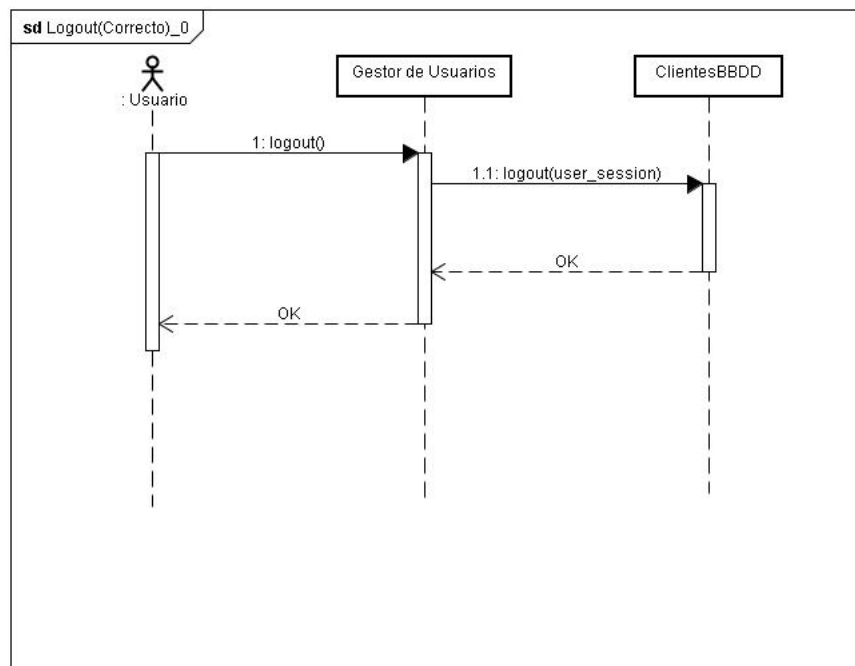 sd Logout(Correcto)_0
: Usuario
Gestor de Usuarios
ClientesBBDD
1: logout()
1.1: logout(user_session)
OK
OK